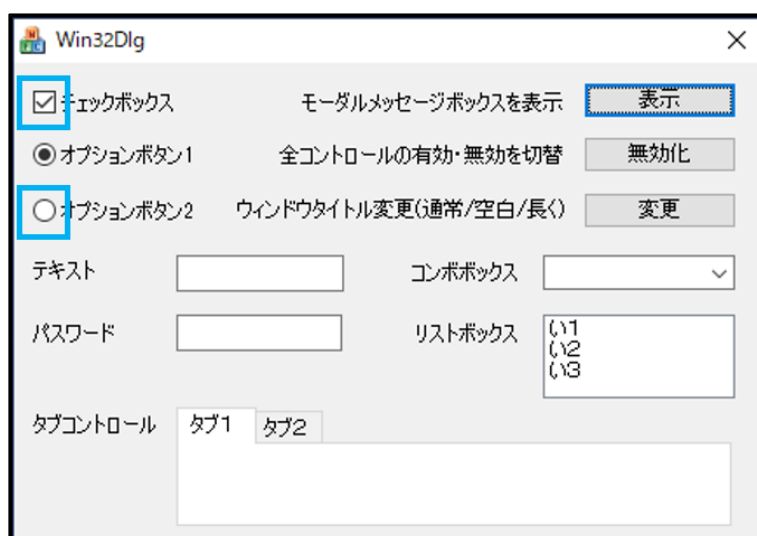 Win32Dlg
チェックボックス モーダルメッセージボックスを表示 表示
オプションボタン1 全コントロールの有効・無効を切替 無効化
オプションボタン2 ウィンドウタイトル変更(通常/空白/長く) 変更
テキスト コンボボックス
パスワード リストボックス い1
い2
い3
タブコントロール タブ1 タブ2